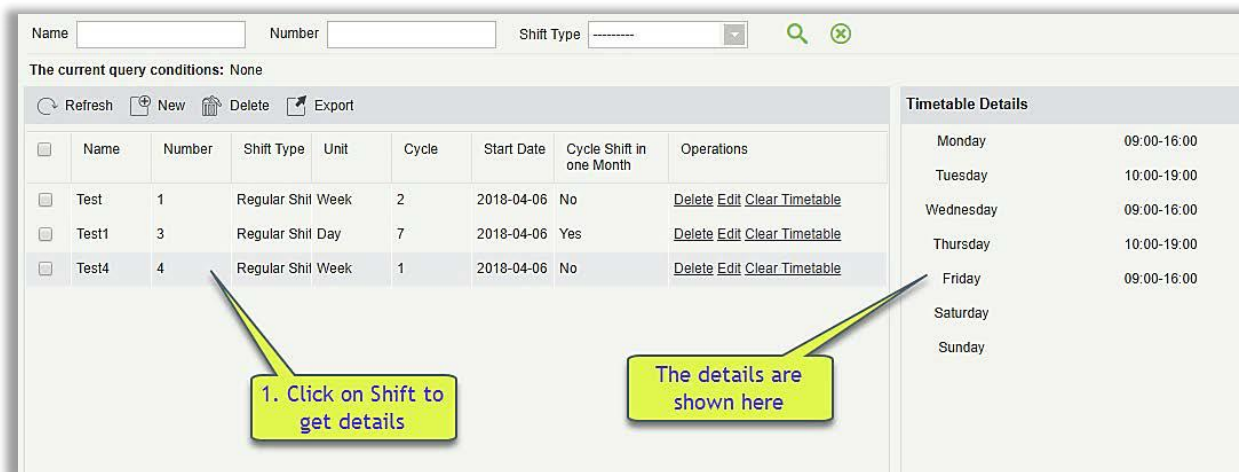 Name Number Shift Type ---------
The current query conditions: None
Refresh New Delete Export
Name Number Shift Type Unit Cycle Start Date Cycle Shift in one Month Operations
Test 1 Regular Shif Week 2 2018-04-06 No Delete Edit Clear Timetable
Test1 3 Regular Shif Day 7 2018-04-06 Yes Delete Edit Clear Timetable
Test4 4 Regular Shif Week 1 2018-04-06 No Delete Edit Clear Timetable
Timetable Details
Monday 09:00-16:00
Tuesday 10:00-19:00
Wednesday 09:00-16:00
Thursday 10:00-19:00
Friday 09:00-16:00
Saturday
Sunday
1. Click on Shift to
get details
The details are
shown here